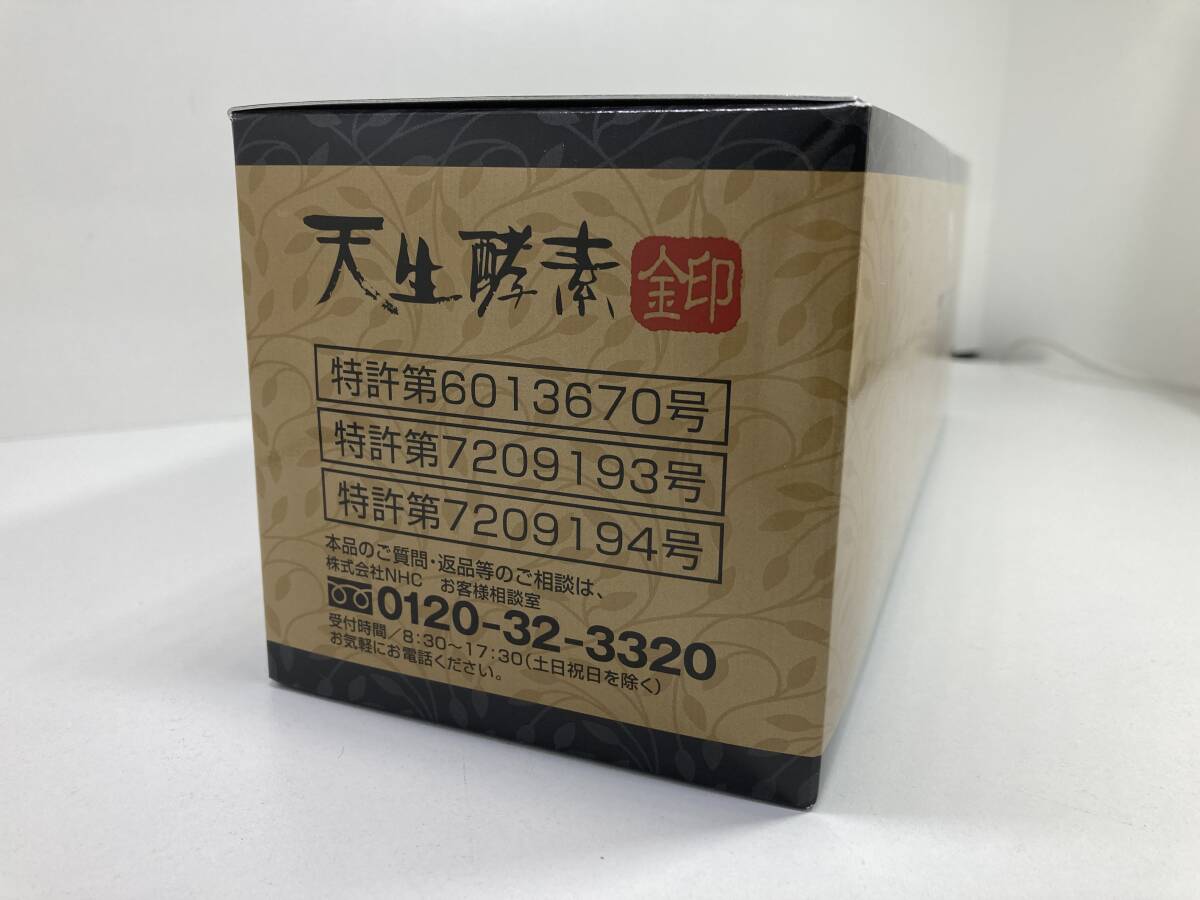 天生酵素 金印
特許第6013670号
特許第7209193号
特許第7209194号
本品のご質問・返品等のご相談は、
株式会社NHC お客様相談室
0120-32-3320
受付時間/8:30〜17:30(土日祝日を除く)
お気軽にお電話ください。